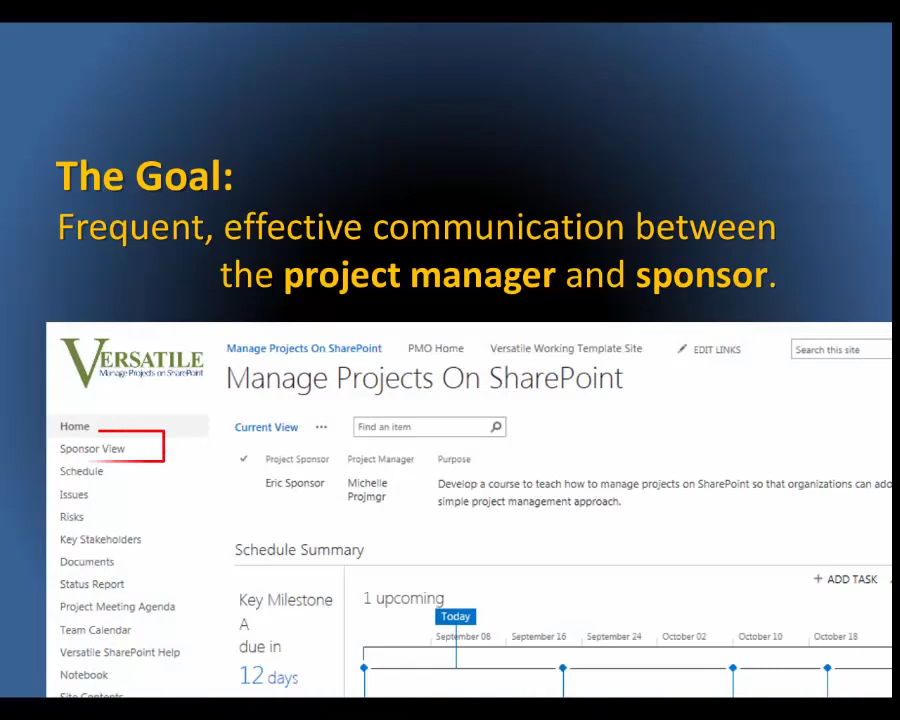 The Goal:
Frequent, effective communication between
the project manager and sponsor.
VERSATILE
Manage Projects on SharePoint
Manage Projects On SharePoint PMO Home Versatile Working Template Site EDIT LINKS Search this site
Manage Projects On SharePoint
Home
Sponsor View
Schedule
Issues
Risks
Key Stakeholders
Documents
Status Report
Project Meeting Agenda
Team Calendar
Versatile SharePoint Help
Notebook
Site Contents
Current View ... Find an item
Project Sponsor Project Manager Purpose
Eric Sponsor Michelle Projmgr
Develop a course to teach how to manage projects on SharePoint so that organizations can ado
simple project management approach.
Schedule Summary
+ ADD TASK
Key Milestone
A
due in
12 days
1 upcoming
Today
September 08 September 16 September 24 October 02 October 10 October 18